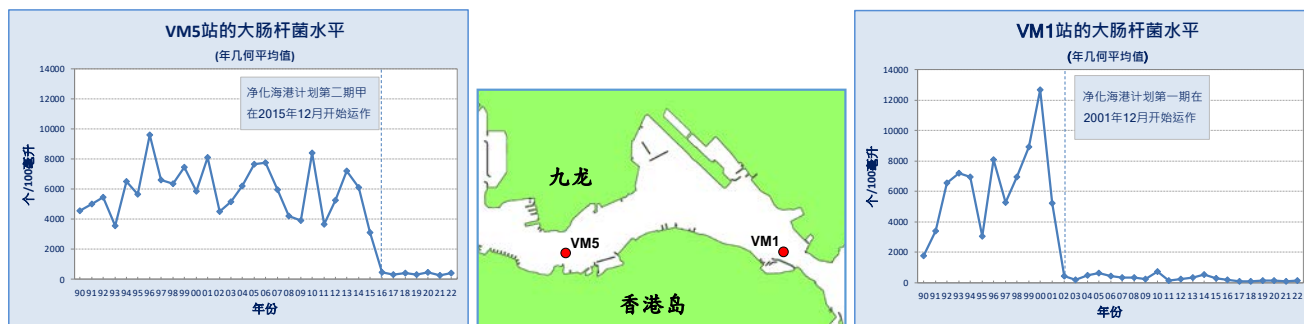 VM5站的大肠杆菌水平
(年几何平均值)
14000
12000
10000
8000
6000
4000
2000
0
个/100毫升
净化海港计划第二期甲
在2015年12月开始运作
90 91 92 93 94 95 96 97 98 99 00 01 02 03 04 05 06 07 08 09 10 11 12 13 14 15 16 17 18 19 20 21 22
年份
九龙
VM5
VM1
香港岛
VM1站的大肠杆菌水平
(年几何平均值)
14000
12000
10000
8000
6000
4000
2000
0
个/100毫升
净化海港计划第一期在
2001年12月开始运作
90 91 92 93 94 95 96 97 98 99 00 01 02 03 04 05 06 07 08 09 10 11 12 13 14 15 16 17 18 19 20 21 22
年份